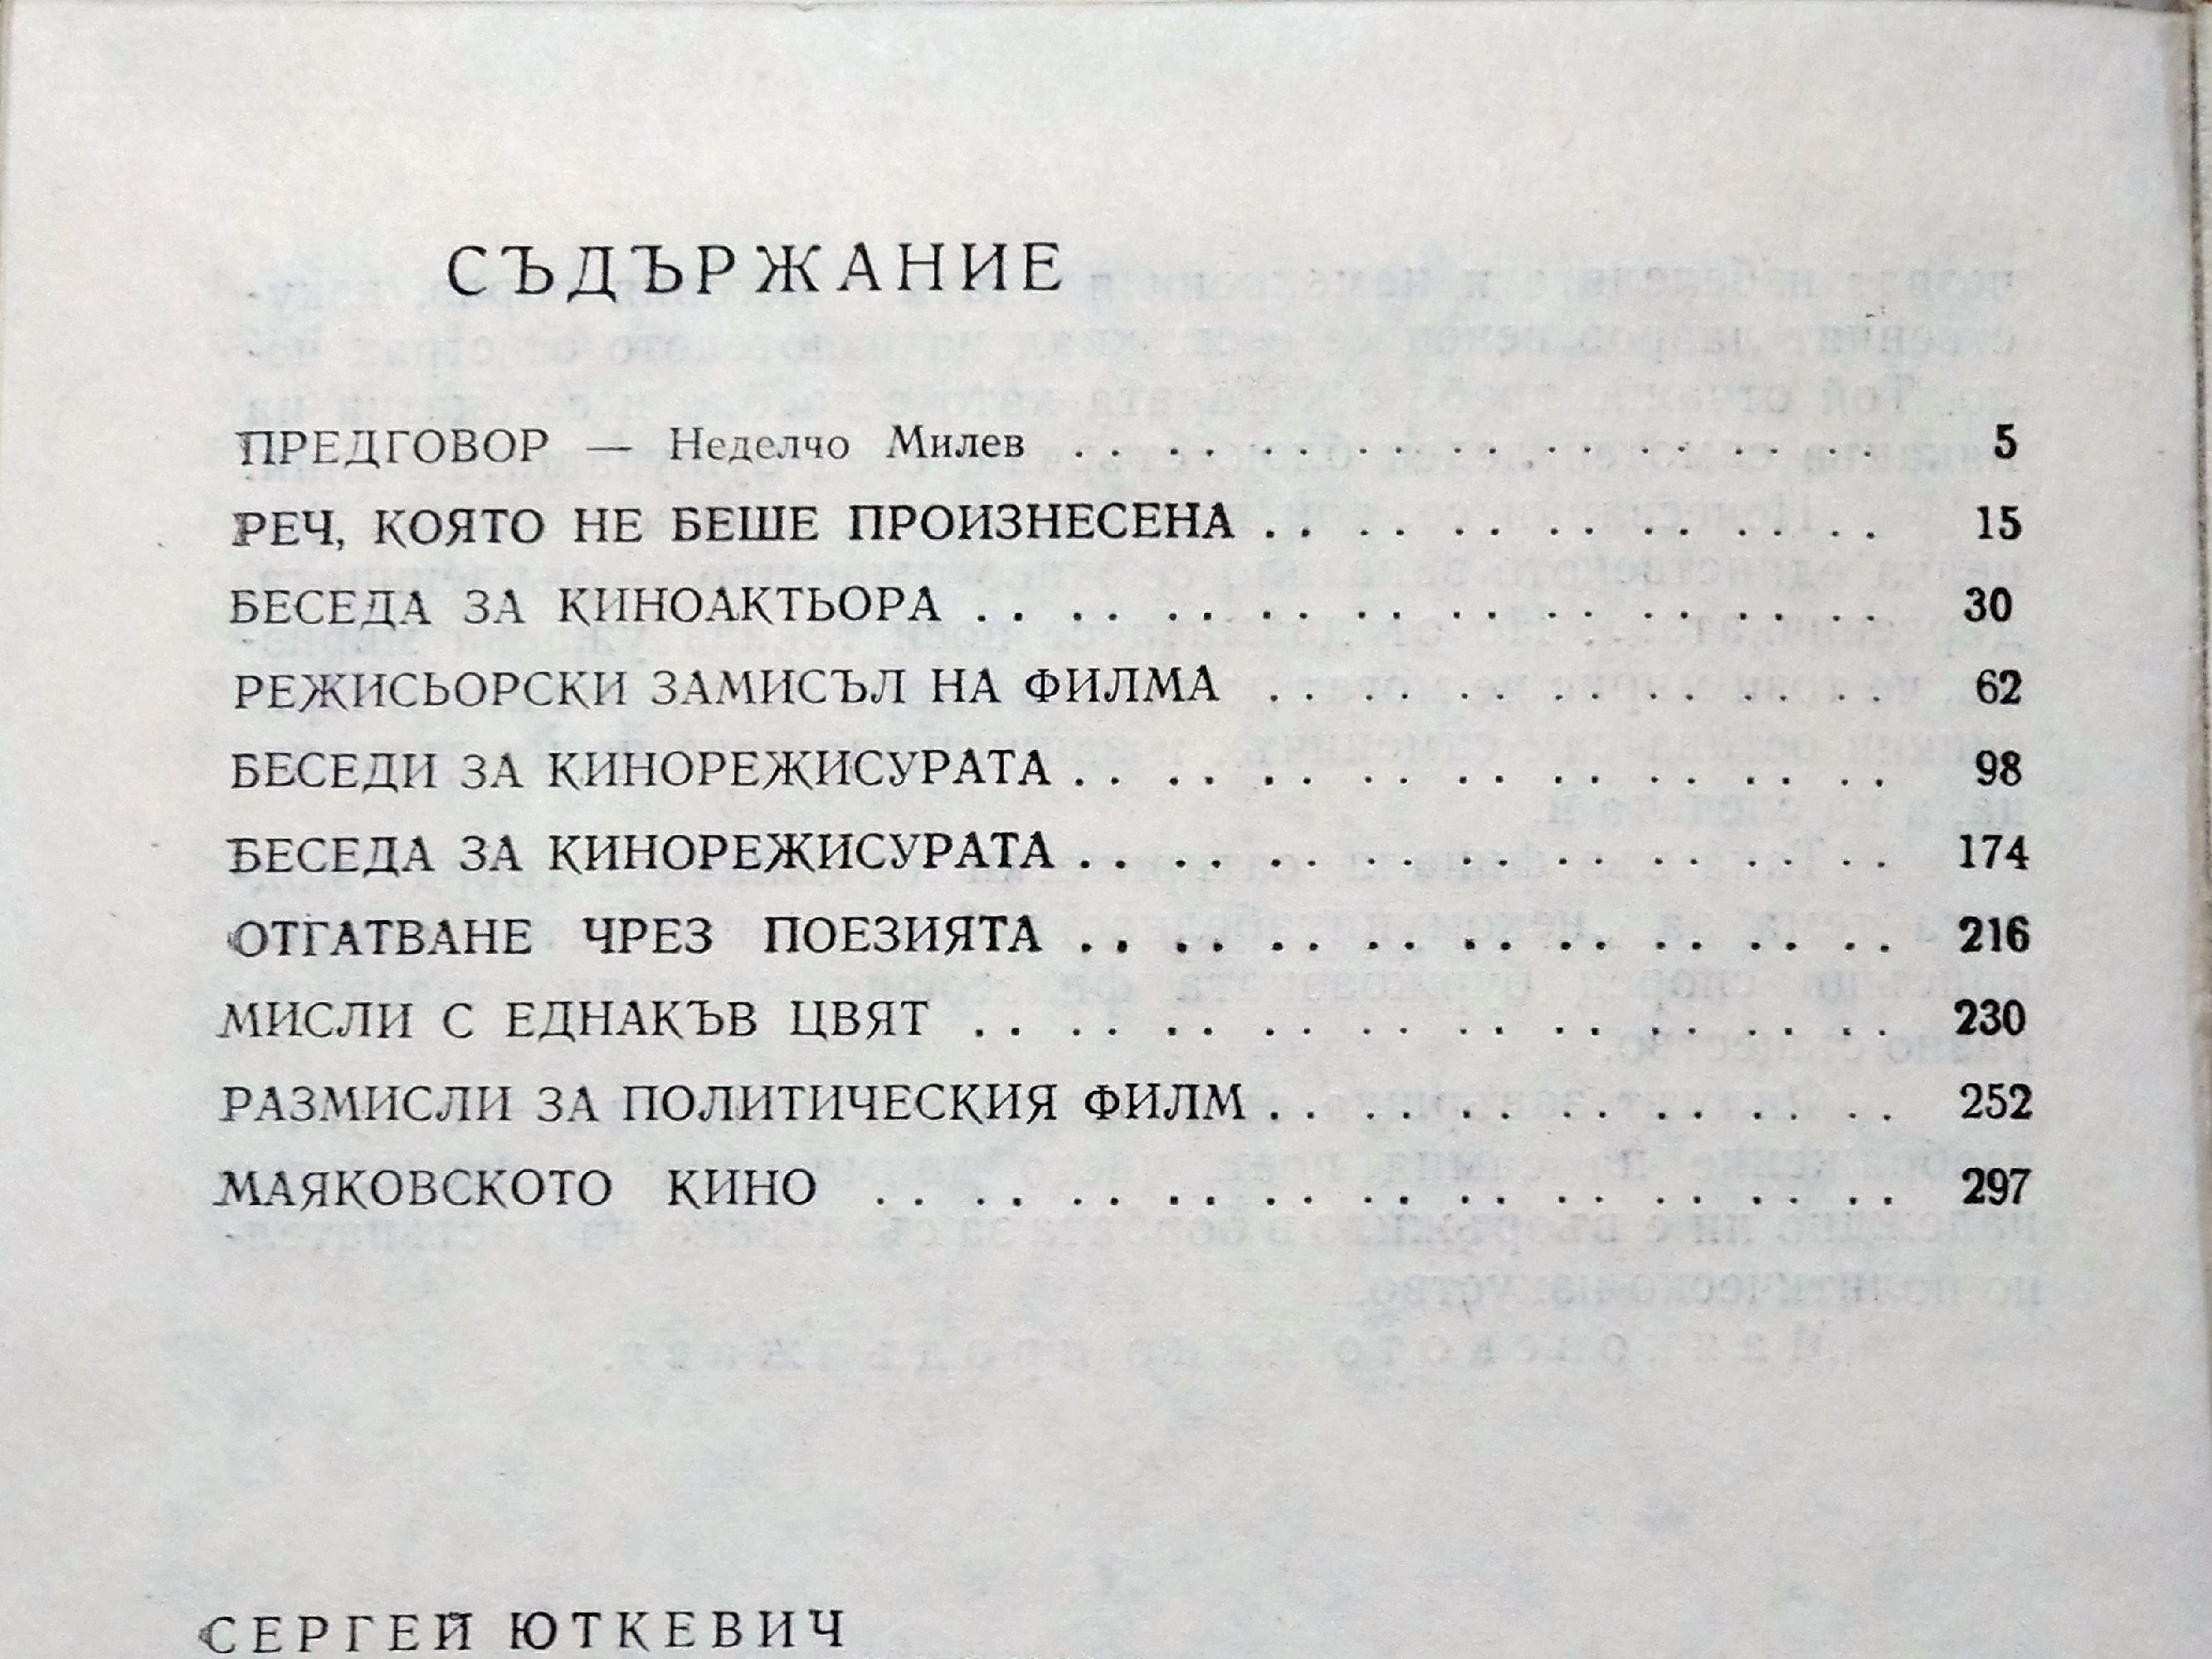 СЪДЪРЖАНИЕ
ПРЕДГОВОР — Неделчо Милев . . . . . . . . . . . . . . . . . . 5
РЕЧ, КОЯТО НЕ БЕШЕ ПРОИЗНЕСЕНА . . . . . . . . . . . . . . 15
БЕСЕДА ЗА КИНОАКТЬОРА . . . . . . . . . . . . . . . . . . . . 30
РЕЖИСЬОРСКИ ЗАМИСЪЛ НА ФИЛМА . . . . . . . . . . . . . . 62
БЕСЕДИ ЗА КИНОРЕЖИСУРАТА . . . . . . . . . . . . . . . . . . 98
БЕСЕДА ЗА КИНОРЕЖИСУРАТА . . . . . . . . . . . . . . . . . . 174
ОТГАТВАНЕ ЧРЕЗ ПОЕЗИЯТА . . . . . . . . . . . . . . . . . . 216
МИСЛИ С ЕДНАКЪВ ЦВЯТ . . . . . . . . . . . . . . . . . . . . 230
РАЗМИСЛИ ЗА ПОЛИТИЧЕСКИЯ ФИЛМ . . . . . . . . . . . . . . 252
МАЯКОВСКОТО КИНО . . . . . . . . . . . . . . . . . . . . . . 297
СЕРГЕЙ ЮТКЕВИЧ